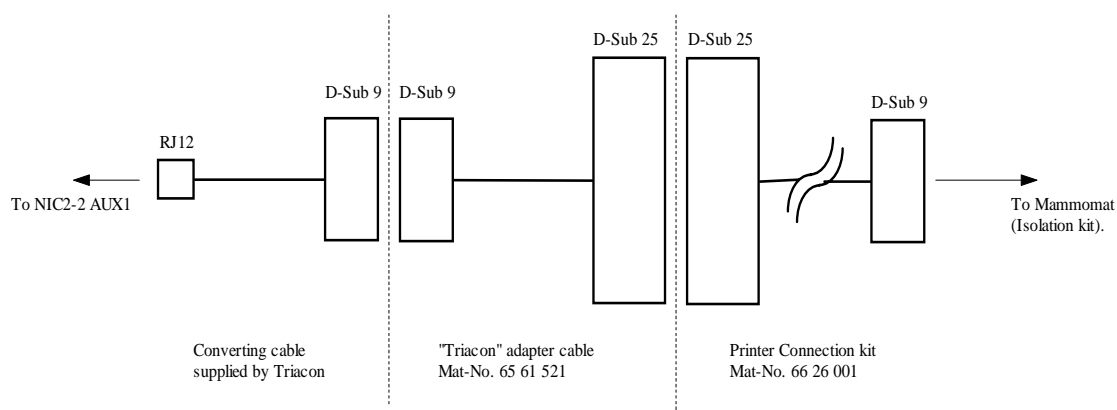 D-Sub 25
D-Sub 25
D-Sub 9
D-Sub 9
D-Sub 9
RJ12
To NIC2-2 AUX1
To Mammomat
(Isolation kit).
Converting cable
supplied by Triacon
"Triacon" adapter cable
Mat-No. 65 61 521
Printer Connection kit
Mat-No. 66 26 001